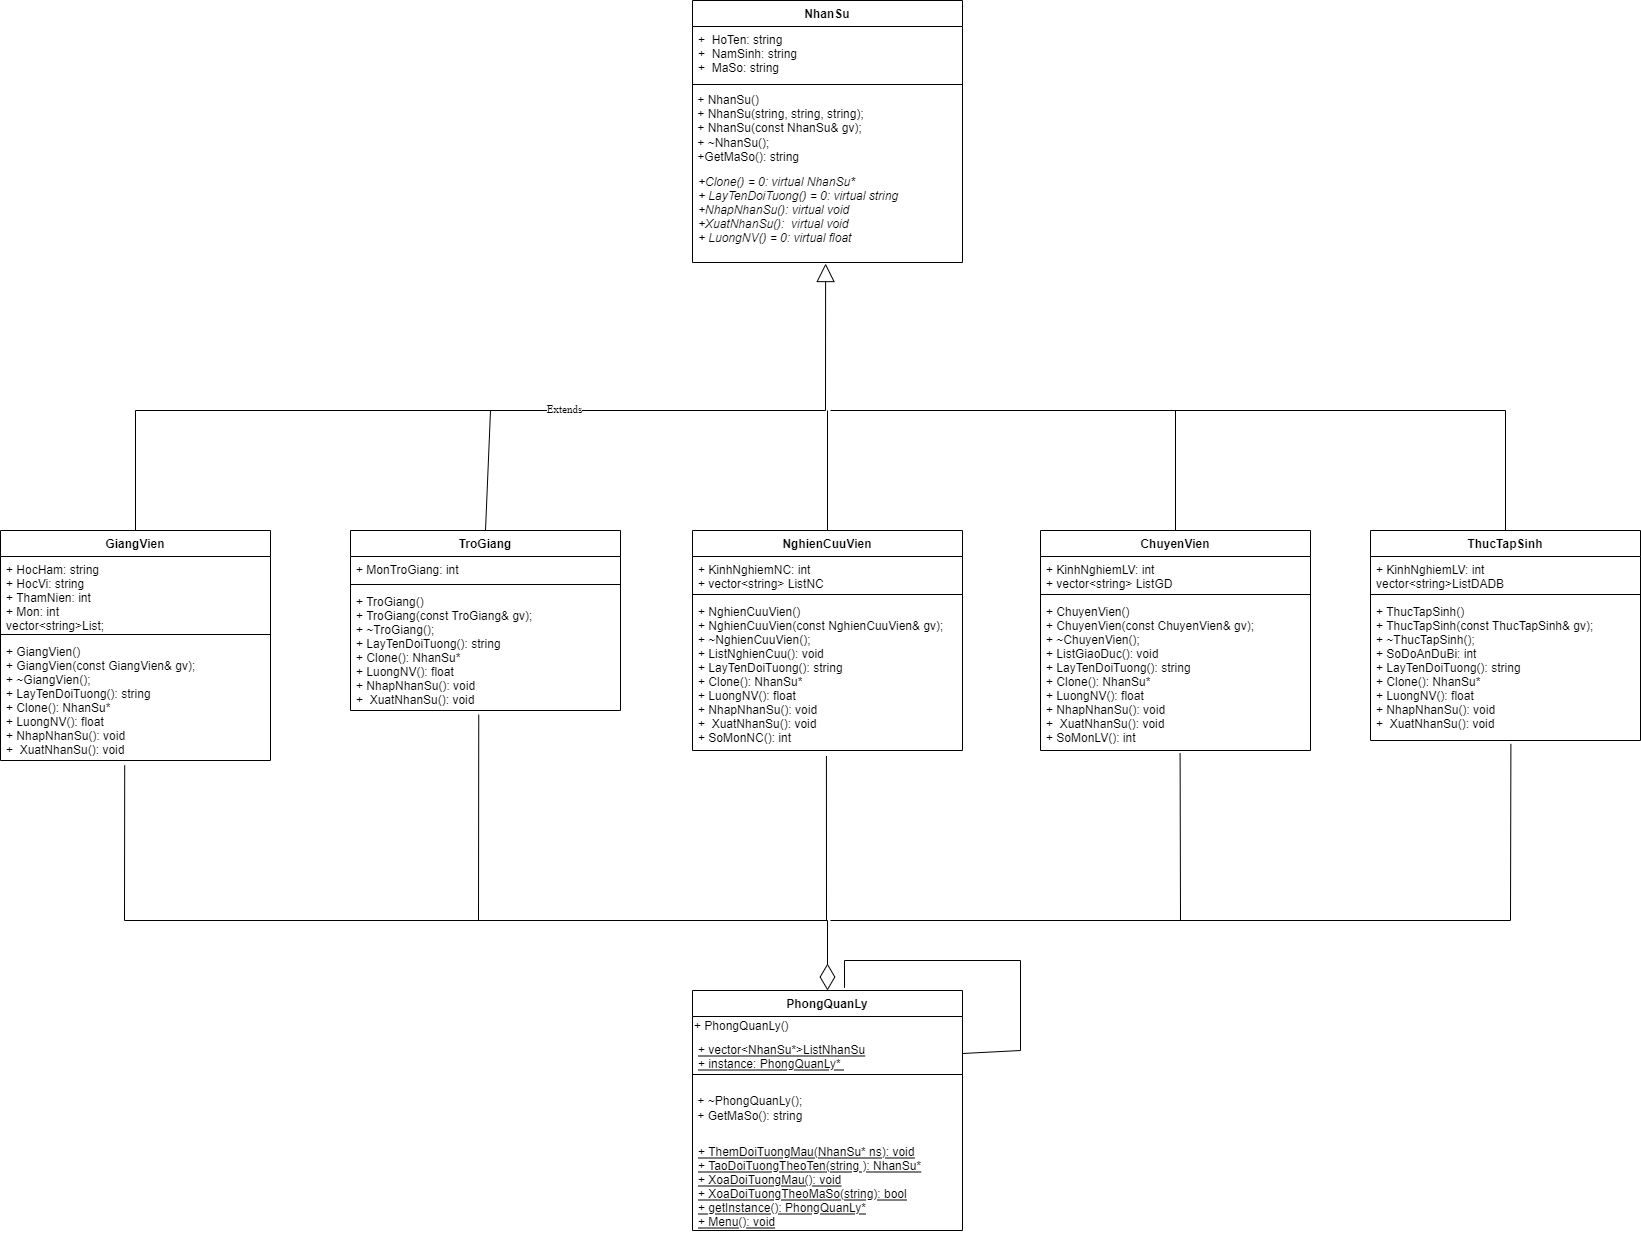 NhanSu
+ HoTen: string
+ NamSinh: string
+ MaSo: string
+ NhanSu()
+ NhanSu(string, string, string);
+ NhanSu(const NhanSu& gv);
+ ~NhanSu();
+GetMaSo(): string
+Clone() = 0: virtual NhanSu*
+ LayTenDoiTuong() = 0: virtual string
+NhapNhanSu(): virtual void
+XuatNhanSu(): virtual void
+ LuongNV() = 0: virtual float
Extends
GiangVien
+ HocHam: string
+ HocVi: string
+ ThamNien: int
+ Mon: int
vector<string>List;
+ GiangVien()
+ GiangVien(const GiangVien& gv);
+ ~GiangVien();
+ LayTenDoiTuong(): string
+ Clone(): NhanSu*
+ LuongNV(): float
+ NhapNhanSu(): void
+ XuatNhanSu(): void
TroGiang
+ MonTroGiang: int
+ TroGiang()
+ TroGiang(const TroGiang& gv);
+ ~TroGiang();
+ LayTenDoiTuong(): string
+ Clone(): NhanSu*
+ LuongNV(): float
+ NhapNhanSu(): void
+ XuatNhanSu(): void
NghienCuuVien
+ KinhNghiemNC: int
+ vector<string> ListNC
+ NghienCuuVien()
+ NghienCuuVien(const NghienCuuVien& gv);
+ ~NghienCuuVien();
+ ListNghienCuu(): void
+ LayTenDoiTuong(): string
+ Clone(): NhanSu*
+ LuongNV(): float
+ NhapNhanSu(): void
+ XuatNhanSu(): void
+ SoMonNC(): int
ChuyenVien
+ KinhNghiemLV: int
+ vector<string> ListGD
+ ChuyenVien()
+ ChuyenVien(const ChuyenVien& gv);
+ ~ChuyenVien();
+ ListGiaoDuc(): void
+ LayTenDoiTuong(): string
+ Clone(): NhanSu*
+ LuongNV(): float
+ NhapNhanSu(): void
+ XuatNhanSu(): void
+ SoMonLV(): int
ThucTapSinh
+ KinhNghiemLV: int
vector<string>ListDADB
+ ThucTapSinh()
+ ThucTapSinh(const ThucTapSinh& gv);
+ ~ThucTapSinh();
+ SoDoAnDuBi: int
+ LayTenDoiTuong(): string
+ Clone(): NhanSu*
+ LuongNV(): float
+ NhapNhanSu(): void
+ XuatNhanSu(): void
PhongQuanLy
+ PhongQuanLy()
+ vector<NhanSu*>ListNhanSu
+ instance: PhongQuanLy*
+ ~PhongQuanLy();
+ GetMaSo(): string
+ ThemDoiTuongMau(NhanSu* ns): void
+ TaoDoiTuongTheoTen(string ): NhanSu*
+ XoaDoiTuongMau(): void
+ XoaDoiTuongTheoMaSo(string): bool
+ getInstance(): PhongQuanLy*
+ Menu(): void